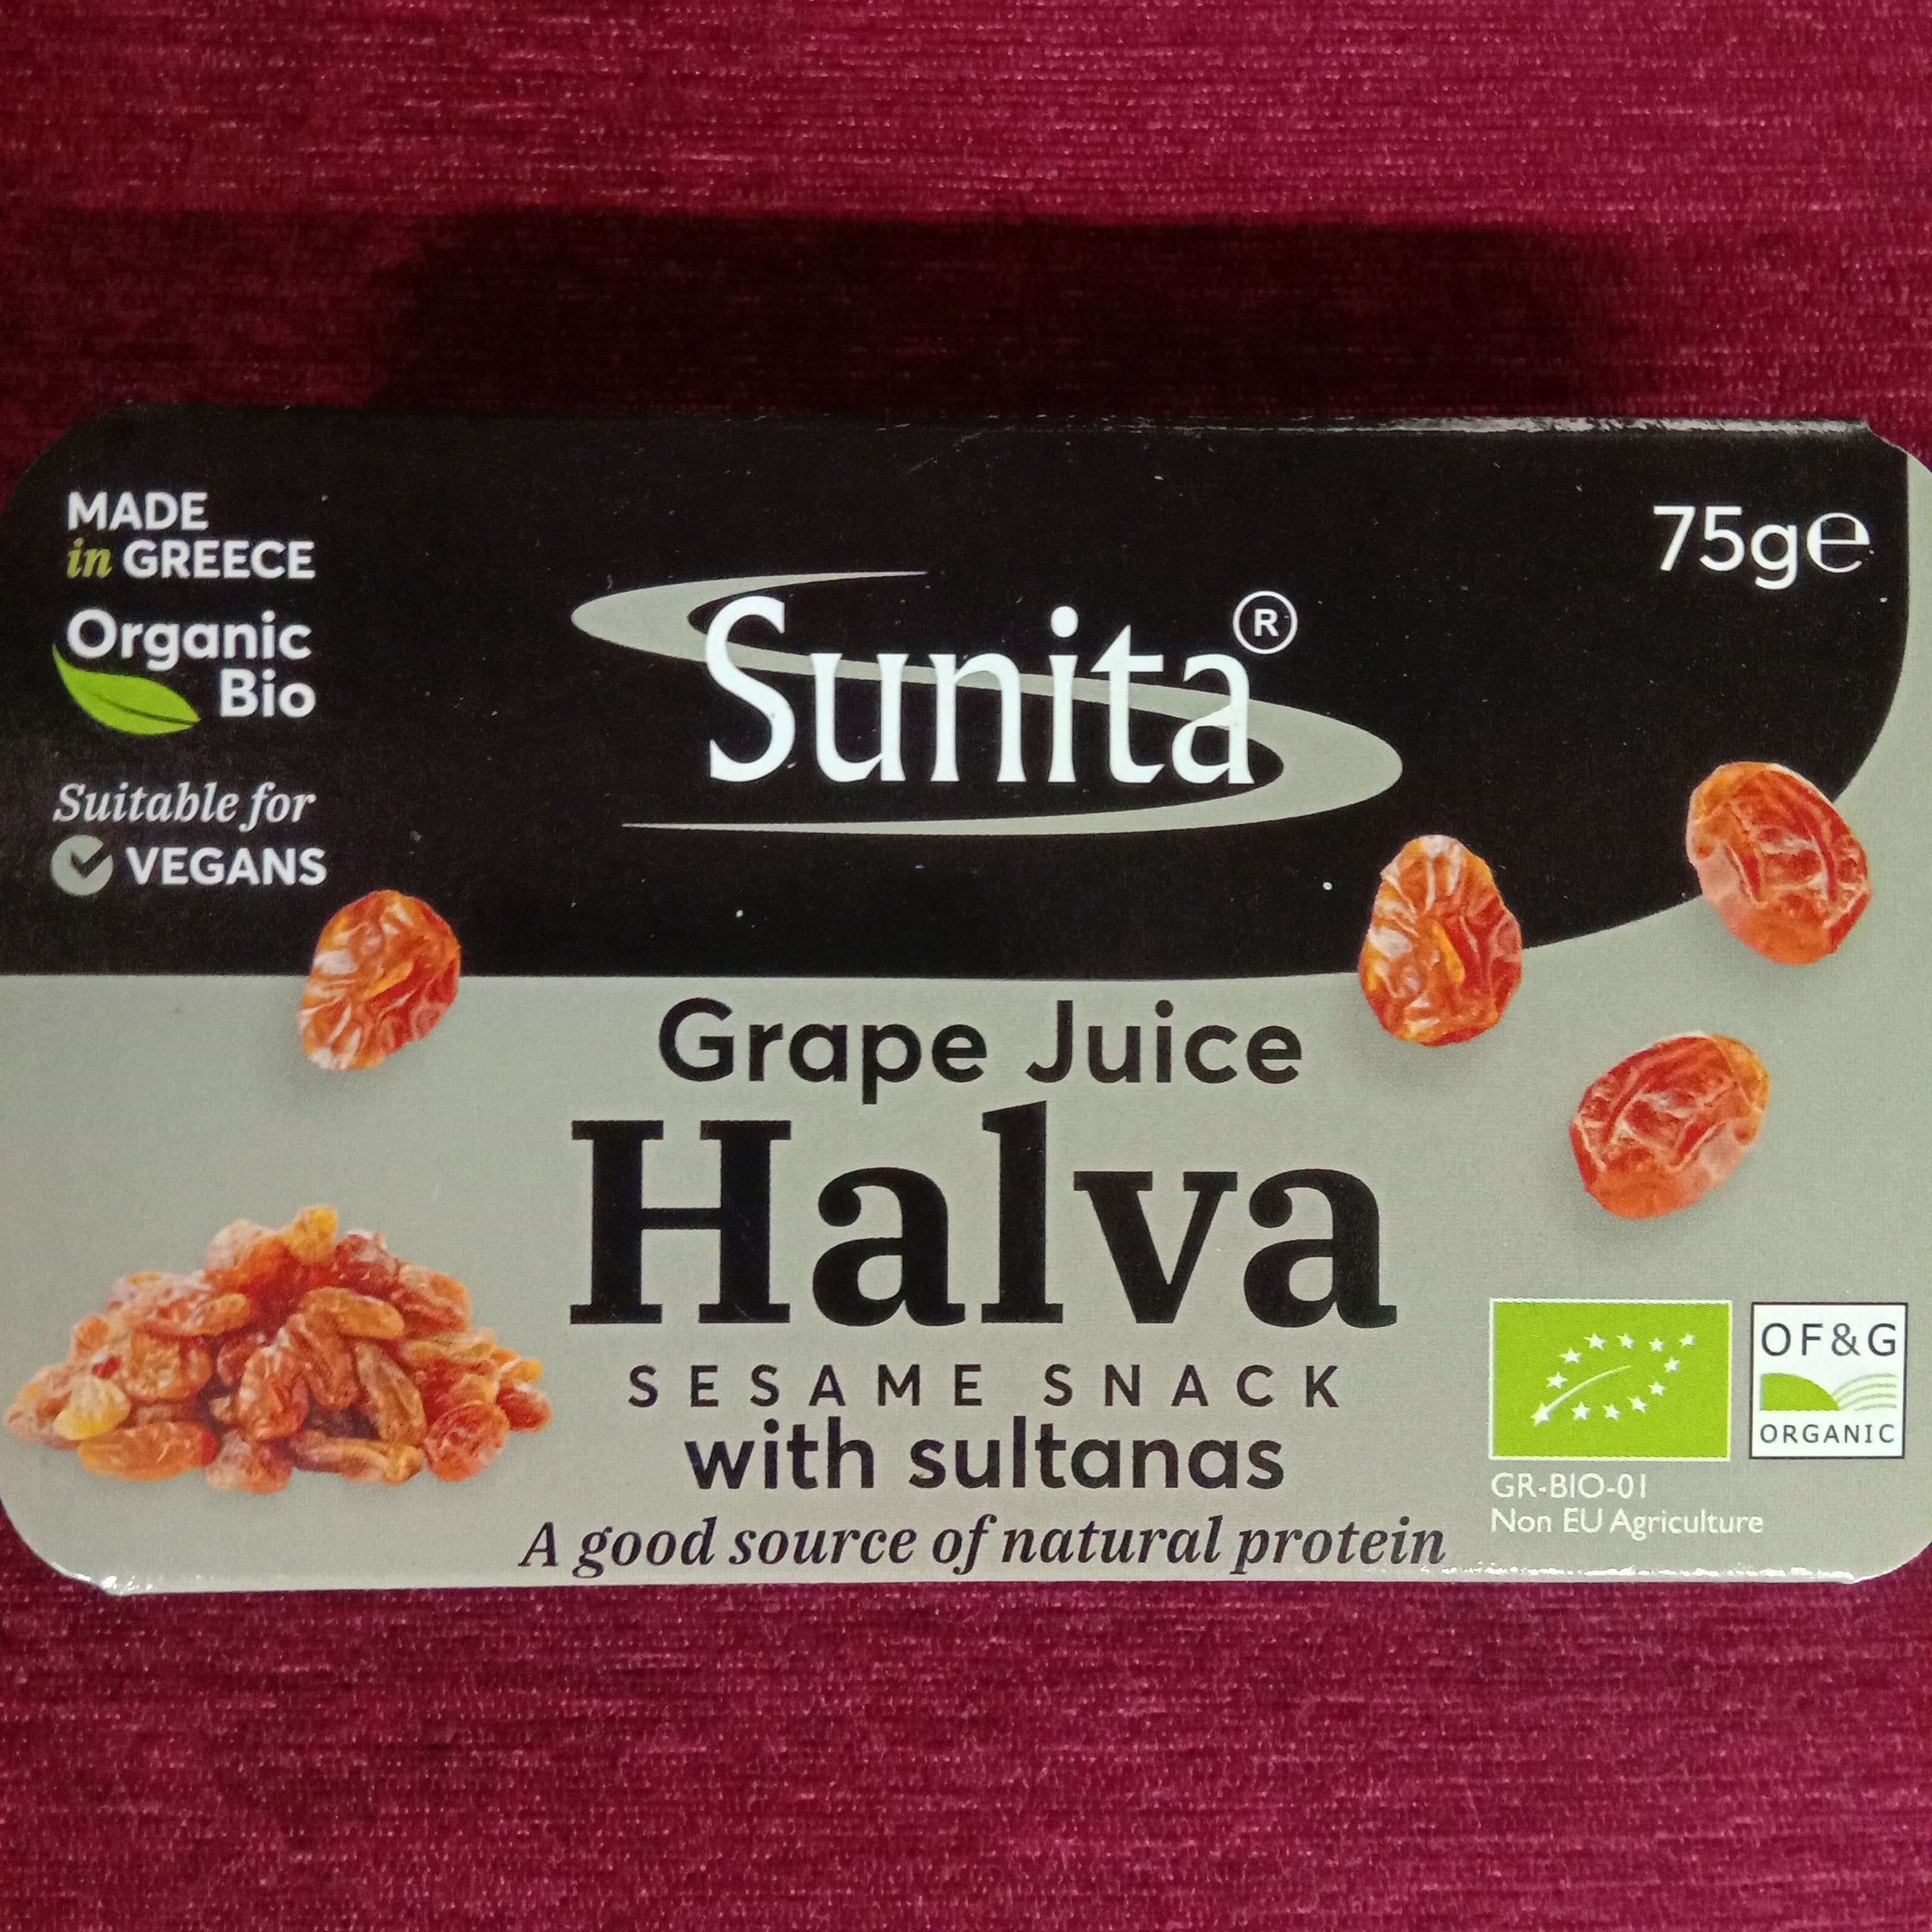 MADE
in GREECE
Organic
Bio
Suitable for
VEGANS
Sunita®
75g℮
Grape Juice
Halva
SESAME SNACK
with sultanas
A good source of natural protein
GR-BIO-01
Non EU Agriculture
OF&G
ORGANIC